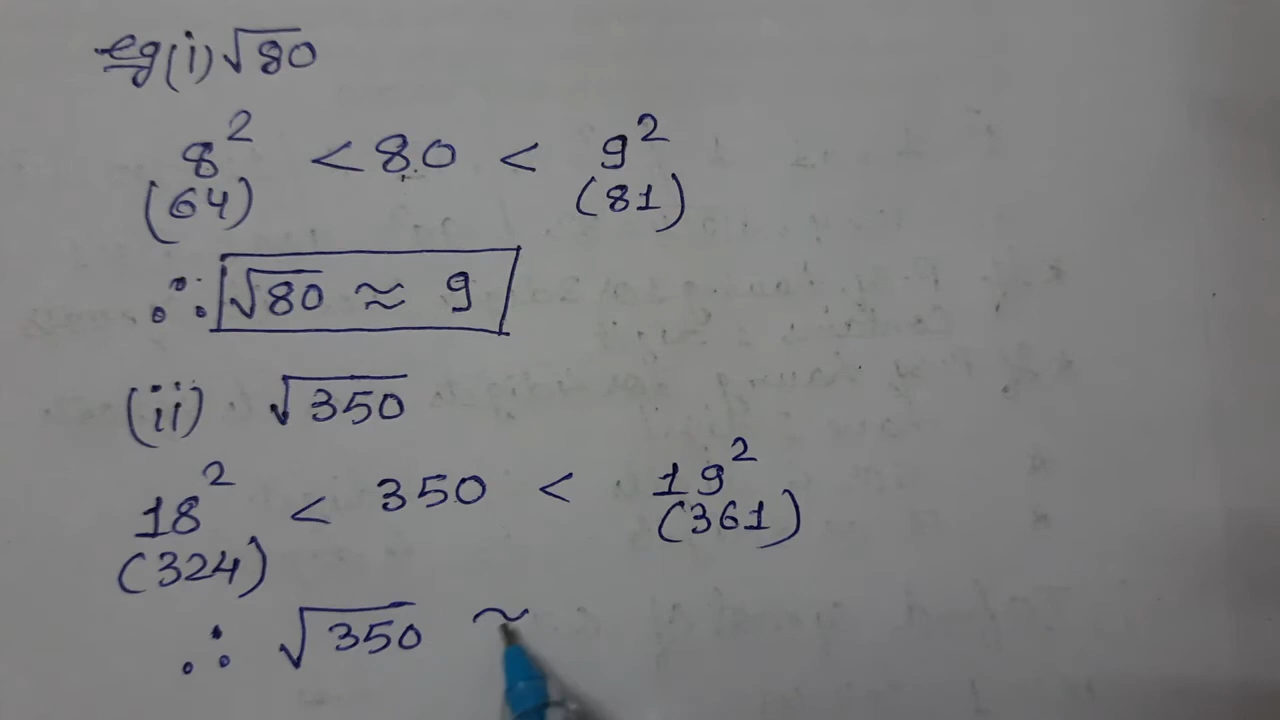 eg (i) √80
8² < 80 < 9²
(64) (81)
∴ √80 ≈ 9
(ii) √350
18² < 350 < 19²
(324) (361)
∴ √350 ~